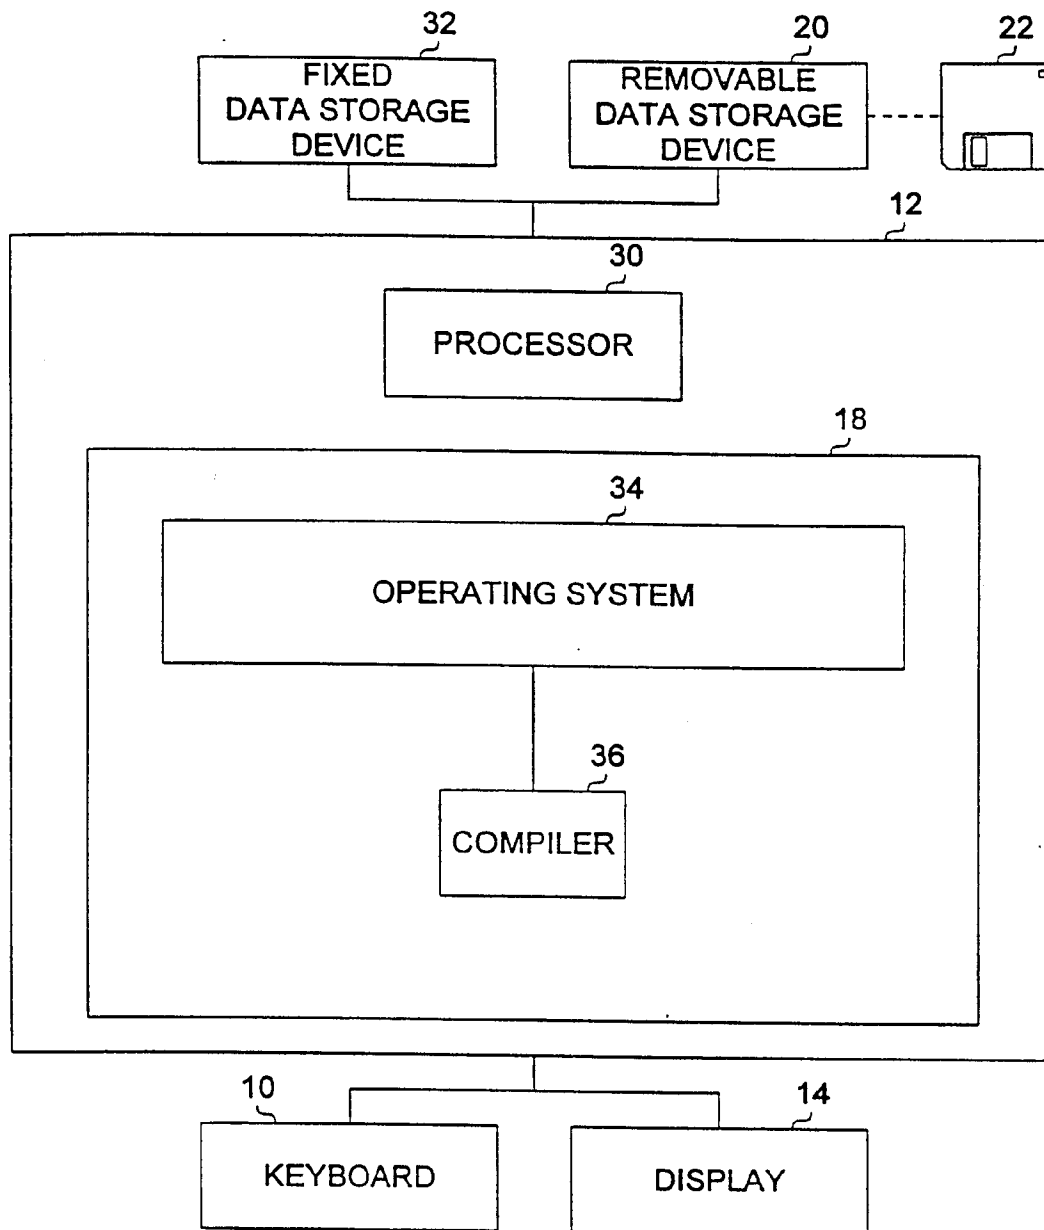 32
20
22
FIXED
DATA STORAGE
DEVICE
REMOVABLE
DATA STORAGE
DEVICE
12
30
PROCESSOR
18
34
OPERATING SYSTEM
36
COMPILER
10
14
KEYBOARD
DISPLAY